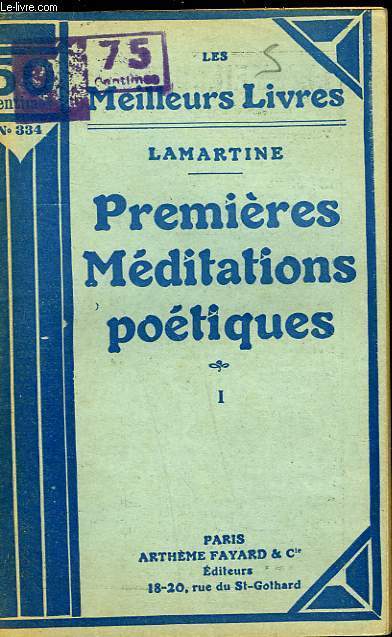 Le-livre.com
LES
Meilleurs Livres
50
75
Centimes
N° 334
LAMARTINE
Premières
Méditations
poétiques
I
PARIS
ARTHÈME FAYARD & Cie
Éditeurs
18-20, rue du St-Gothard